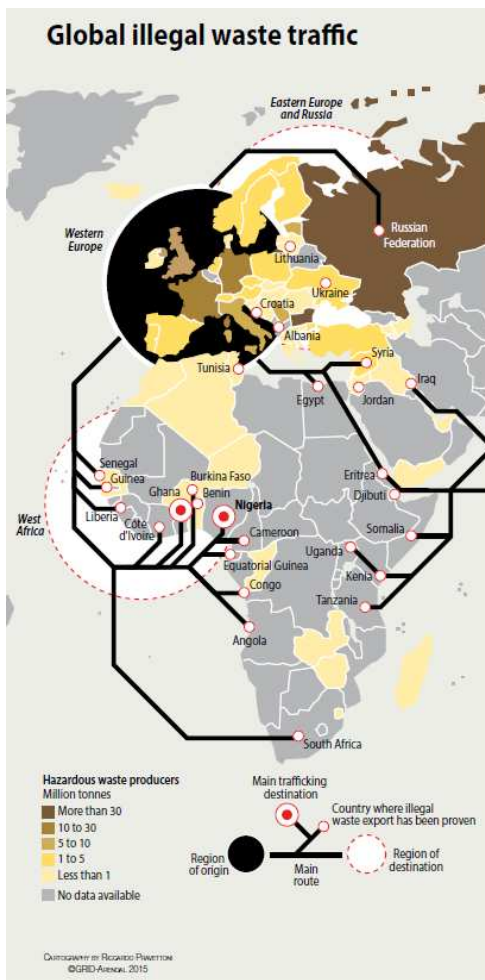 Global illegal waste traffic
Eastern Europe
and Russia
Western
Europe
Russian
Federation
Lithuania
Ukraine
Croatia
Albania
Tunisia
Syria
Iraq
Egypt
Jordan
Senegal
Guinea
Burkina Faso
Ghana
Benin
Nigeria
Eritrea
Djibuti
West
Africa
Liberia
Côte
d'Ivoire
Cameroon
Somalia
Uganda
Equatorial Guinea
Kenia
Congo
Tanzania
Angola
South Africa
Hazardous waste producers
Million tonnes
More than 30
10 to 30
5 to 10
1 to 5
Less than 1
No data available
Main trafficking
destination
Country where illegal
waste export has been proven
Region
of origin
Main
route
Region of
destination
Cartography by Riccardo Pravettoni
©GRID-Arendal 2015